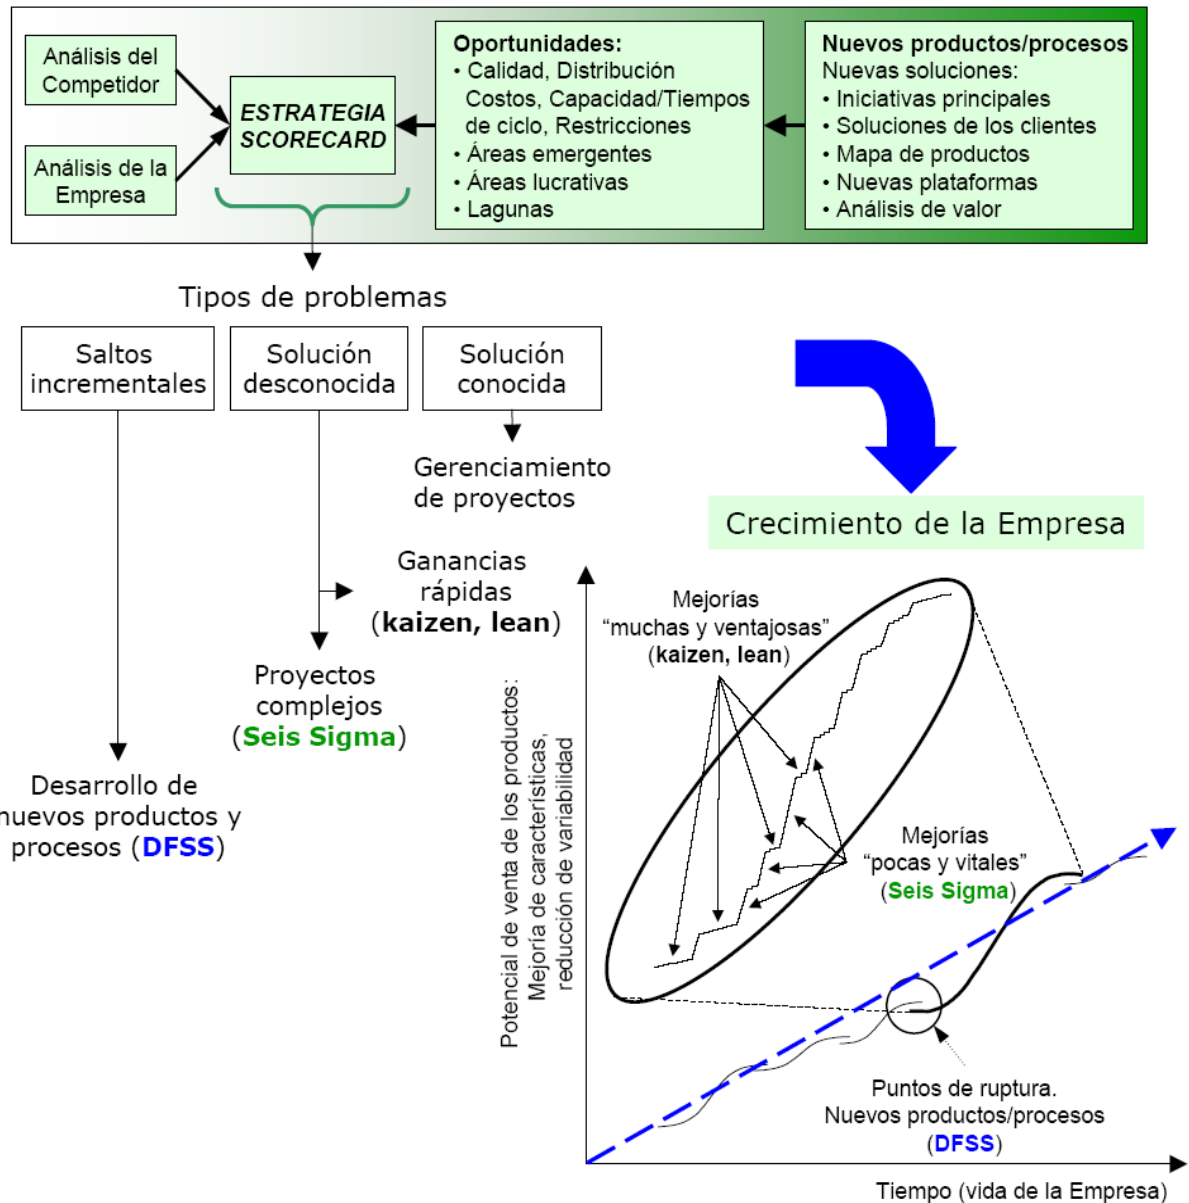 Análisis del
Competidor
Análisis de la
Empresa
ESTRATEGIA
SCORECARD
Oportunidades:
• Calidad, Distribución
Costos, Capacidad/Tiempos
de ciclo, Restricciones
• Áreas emergentes
• Áreas lucrativas
• Lagunas
Nuevos productos/procesos
Nuevas soluciones:
• Iniciativas principales
• Soluciones de los clientes
• Mapa de productos
• Nuevas plataformas
• Análisis de valor
Tipos de problemas
Saltos
incrementales
Solución
desconocida
Solución
conocida
Gerenciamiento
de proyectos
Ganancias
rápidas
(kaizen, lean)
Proyectos
complejos
(Seis Sigma)
Desarrollo de
nuevos productos y
procesos (DFSS)
Crecimiento de la Empresa
Mejorías
“muchas y ventajosas”
(kaizen, lean)
Potencial de venta de los productos:
Mejoría de características,
reducción de variabilidad
Mejorías
“pocas y vitales”
(Seis Sigma)
Puntos de ruptura.
Nuevos productos/procesos
(DFSS)
Tiempo (vida de la Empresa)